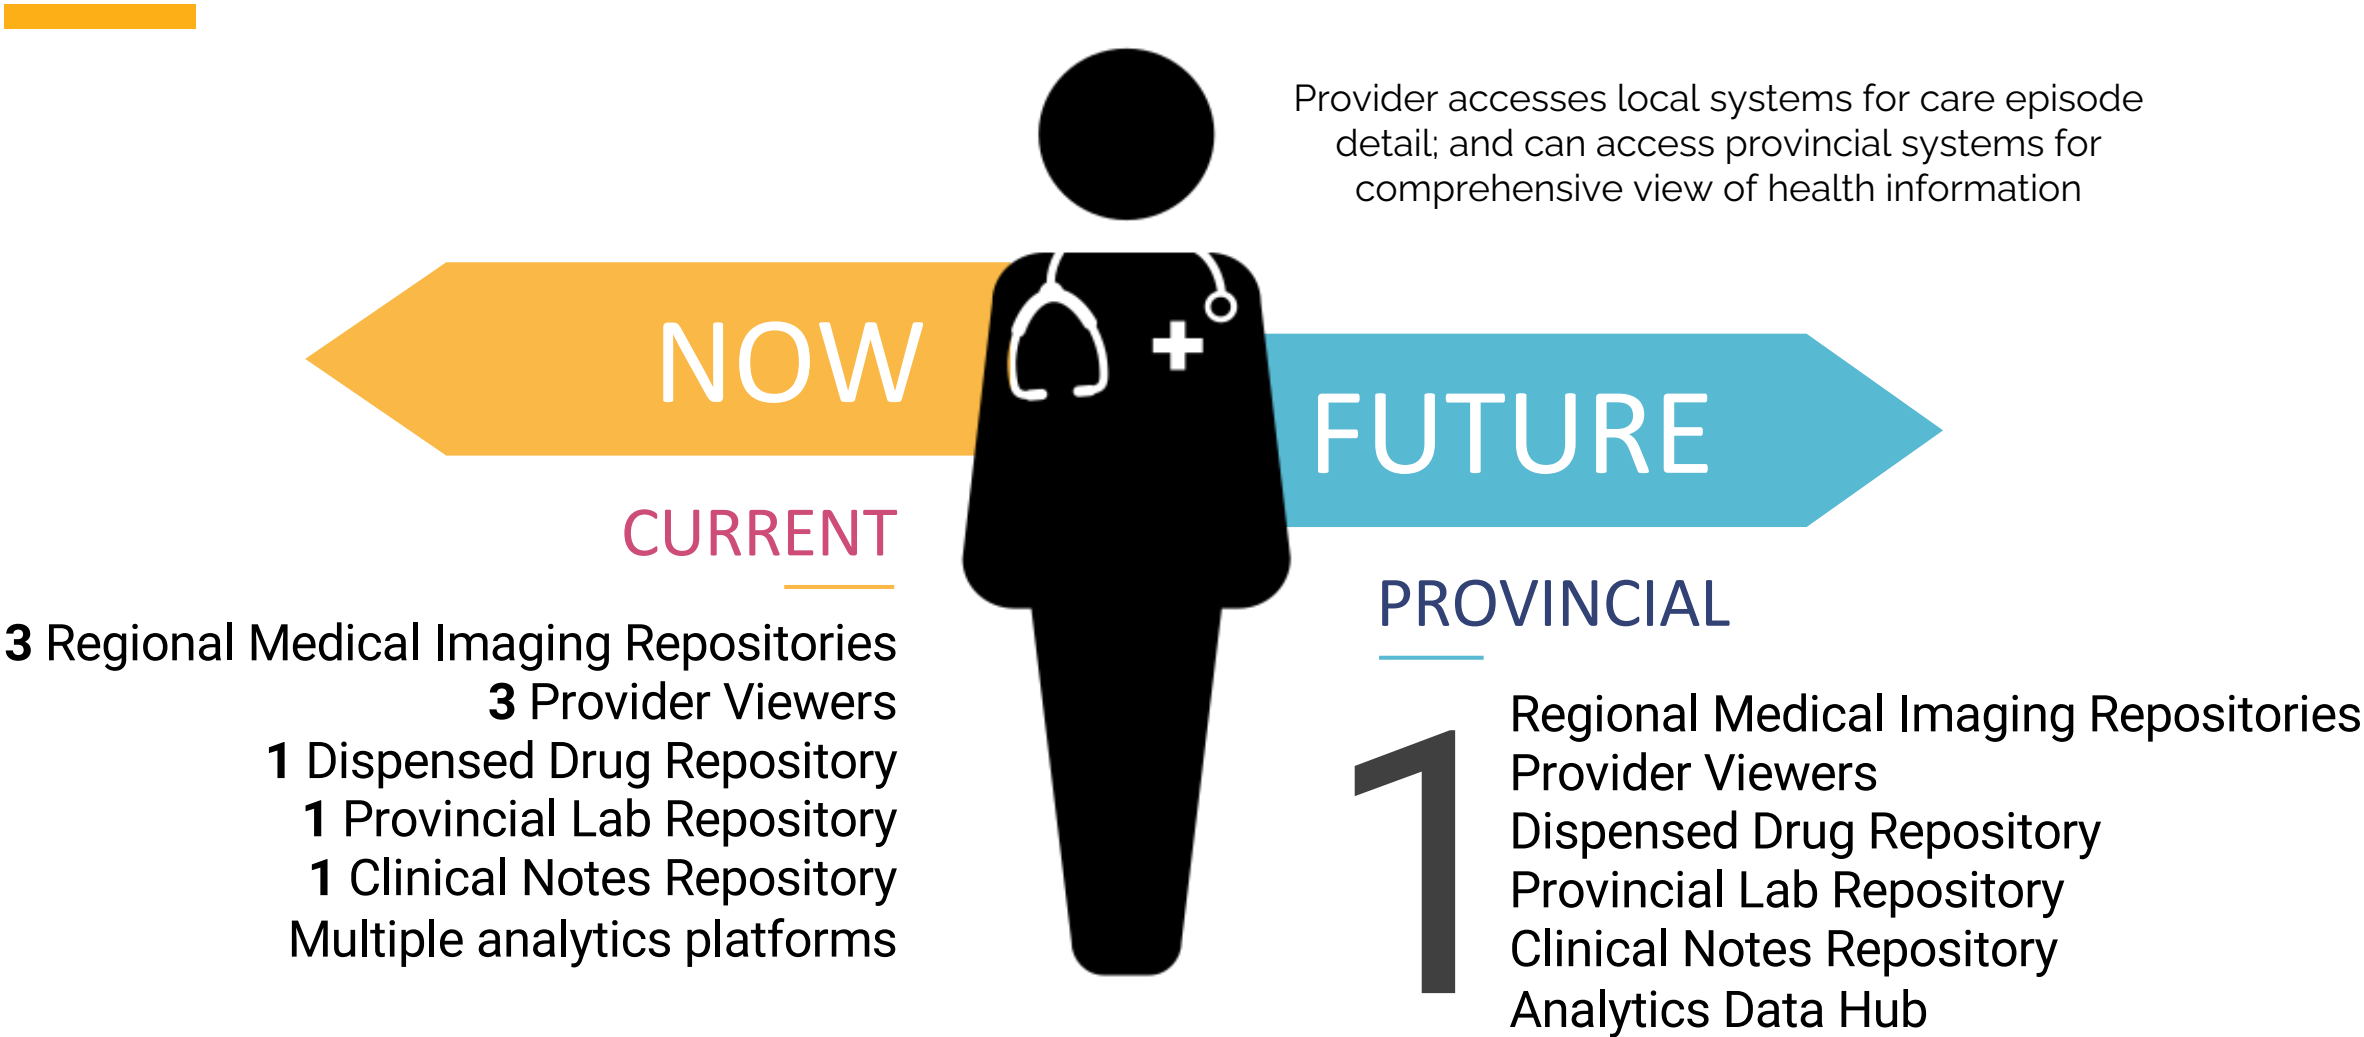 Provider accesses local systems for care episode
detail; and can access provincial systems for
comprehensive view of health information
NOW
CURRENT
3 Regional Medical Imaging Repositories
3 Provider Viewers
1 Dispensed Drug Repository
1 Provincial Lab Repository
1 Clinical Notes Repository
Multiple analytics platforms
FUTURE
PROVINCIAL
1
Regional Medical Imaging Repositories
Provider Viewers
Dispensed Drug Repository
Provincial Lab Repository
Clinical Notes Repository
Analytics Data Hub